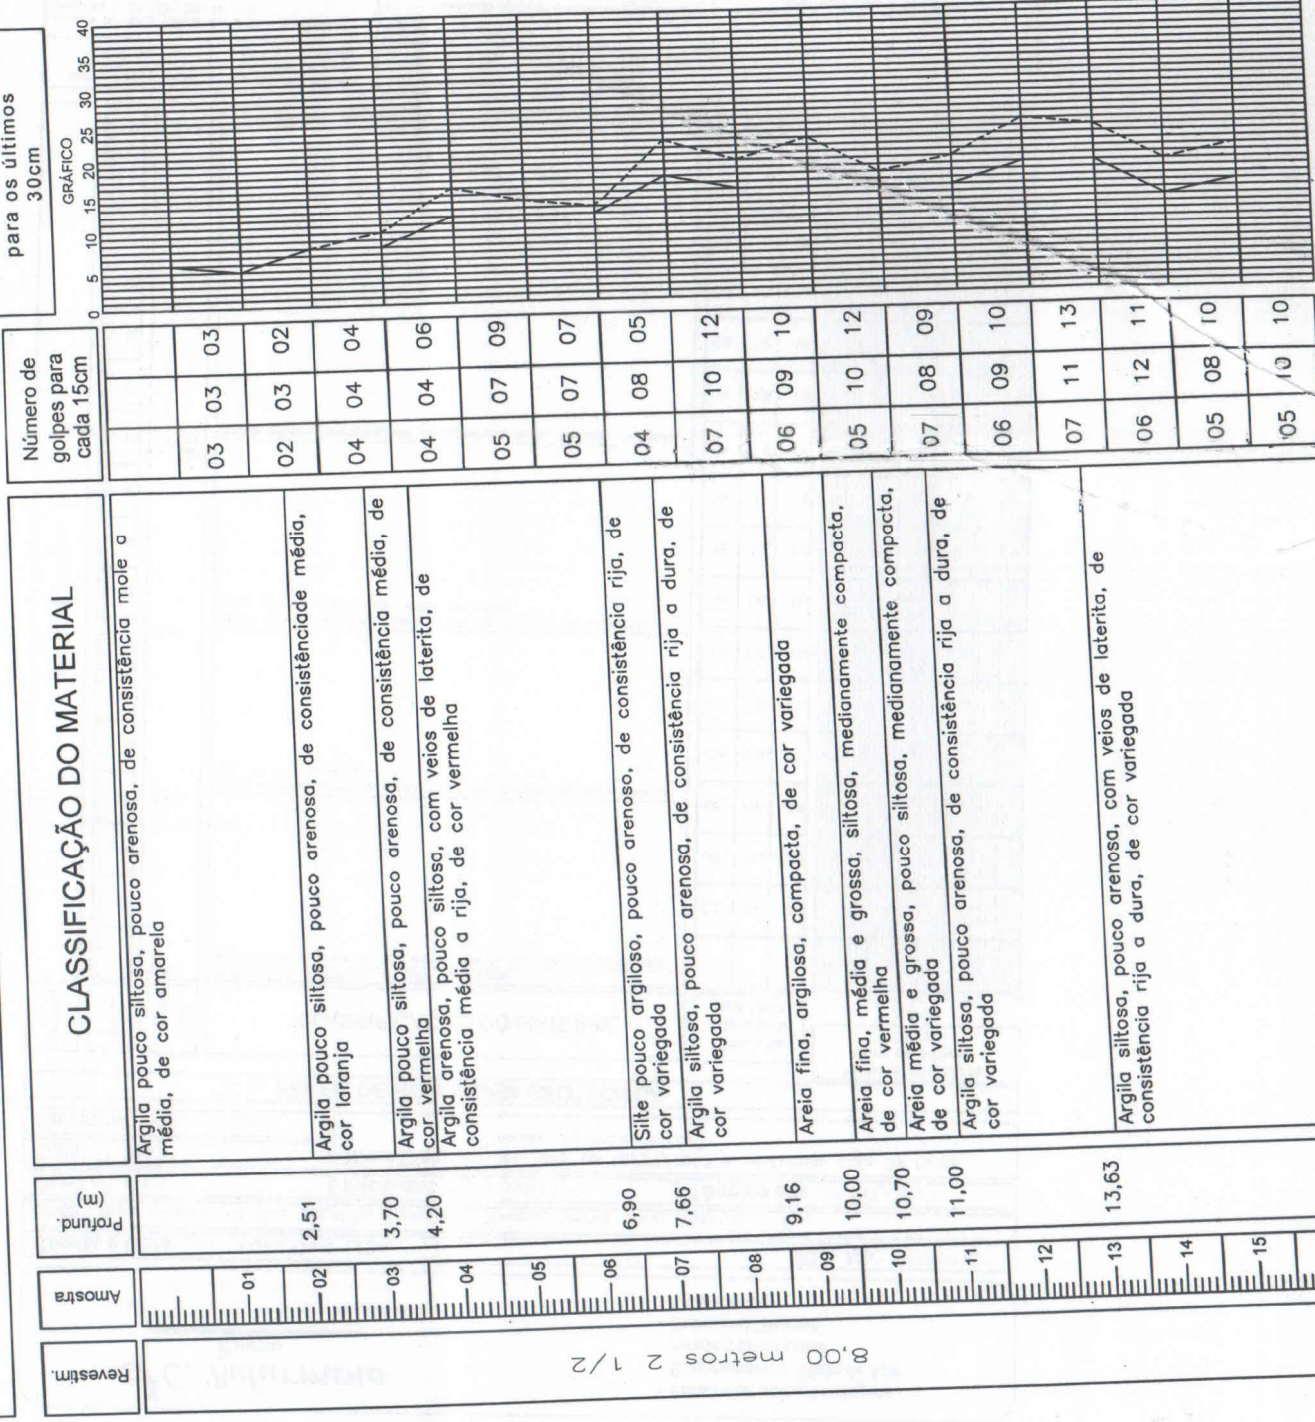 Revestim.
Amostra
Profund.
(m)
CLASSIFICAÇÃO DO MATERIAL
Número de
golpes para
cada 15cm
para os últimos
30cm
GRÁFICO
0 5 10 15 20 25 30 35 40
8,00 metros 2 1/2
01
02
03
04
05
06
07
08
09
10
11
12
13
14
15
2,51
3,70
4,20
6,90
7,66
9,16
10,00
10,70
11,00
13,63
Argila pouco siltosa, pouco arenosa, de consistência mole a
média, de cor amarela
Argila pouco siltosa, pouco arenosa, de consistênciade média,
cor laranja
Argila pouco siltosa, pouco arenosa, de consistência média, de
cor vermelha
Argila arenosa, pouco siltosa, com veios de laterita, de
consistência média a rija, de cor vermelha
Silte pouco argiloso, pouco arenoso, de consistência rija, de
cor variegada
Argila siltosa, pouco arenosa, de consistência rija a dura, de
cor variegada
Areia fina, argilosa, compacta, de cor variegada
Areia fina, média e grossa, siltosa, medianamente compacta,
de cor vermelha
Areia média grossa, pouco siltosa, medianamente compacta,
de cor variegada
Argila siltosa, pouco arenosa, de consistência rija a dura, de
cor variegada
Argila siltosa, pouco arenosa, com veios de laterita, de
consistência rija a dura, de cor variegada
03 03 03
02 03 02
04 04 04
04 04 06
05 07 09
05 07 07
04 08 05
07 10 12
06 09 10
05 10 12
07 08 09
06 09 10
07 11 13
06 12 11
05 08 10
05 10 10